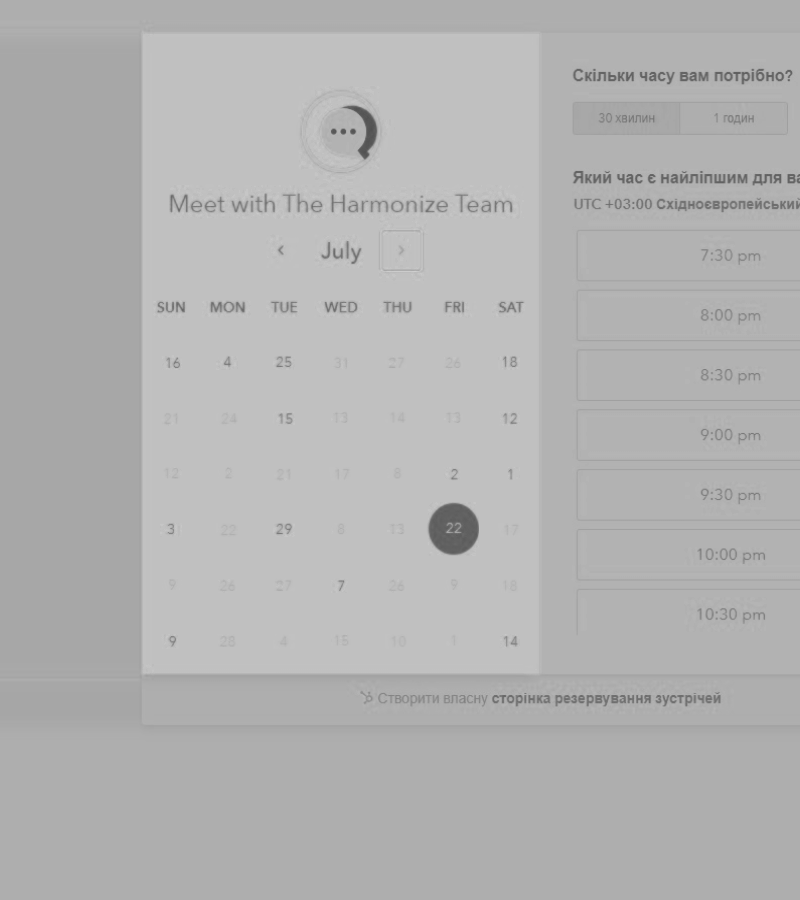 Meet with The Harmonize Team
July
SUN MON TUE WED THU FRI SAT
16 4 25 31 27 26 18
21 24 15 13 14 13 12
12 2 21 17 8 2 1
3 22 29 8 13 22 17
9 26 27 7 26 9 18
9 28 4 15 10 1 14
Скільки часу вам потрібно?
30 хвилин 1 годин
Який час є найліпшим для ва
UTC +03:00 Східноєвропейський
7:30 pm
8:00 pm
8:30 pm
9:00 pm
9:30 pm
10:00 pm
10:30 pm
Створити власну сторінка резервування зустрічей